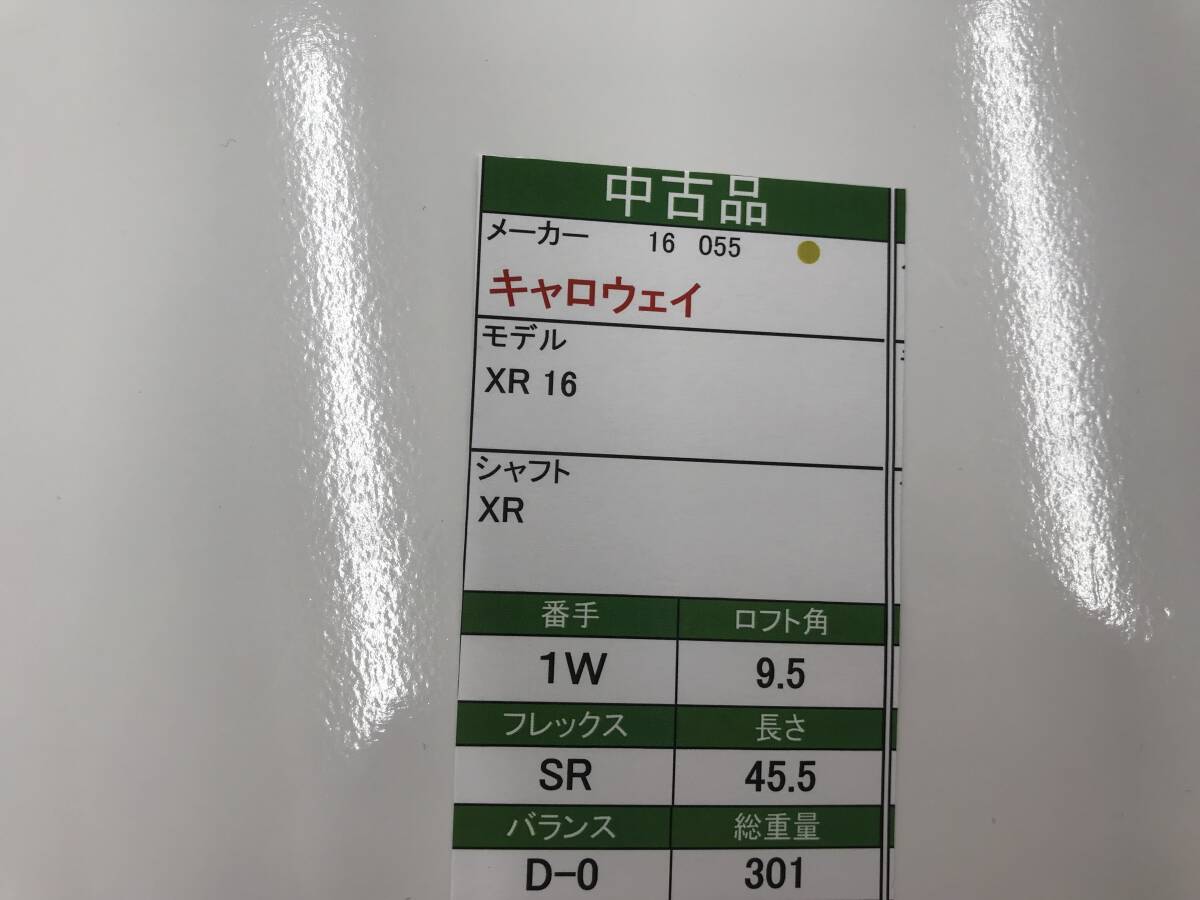 中古品
メーカー 16 055
キャロウェイ
モデル
XR 16
シャフト
XR
番手 ロフト角
1W 9.5
フレックス 長さ
SR 45.5
バランス 総重量
D-0 301